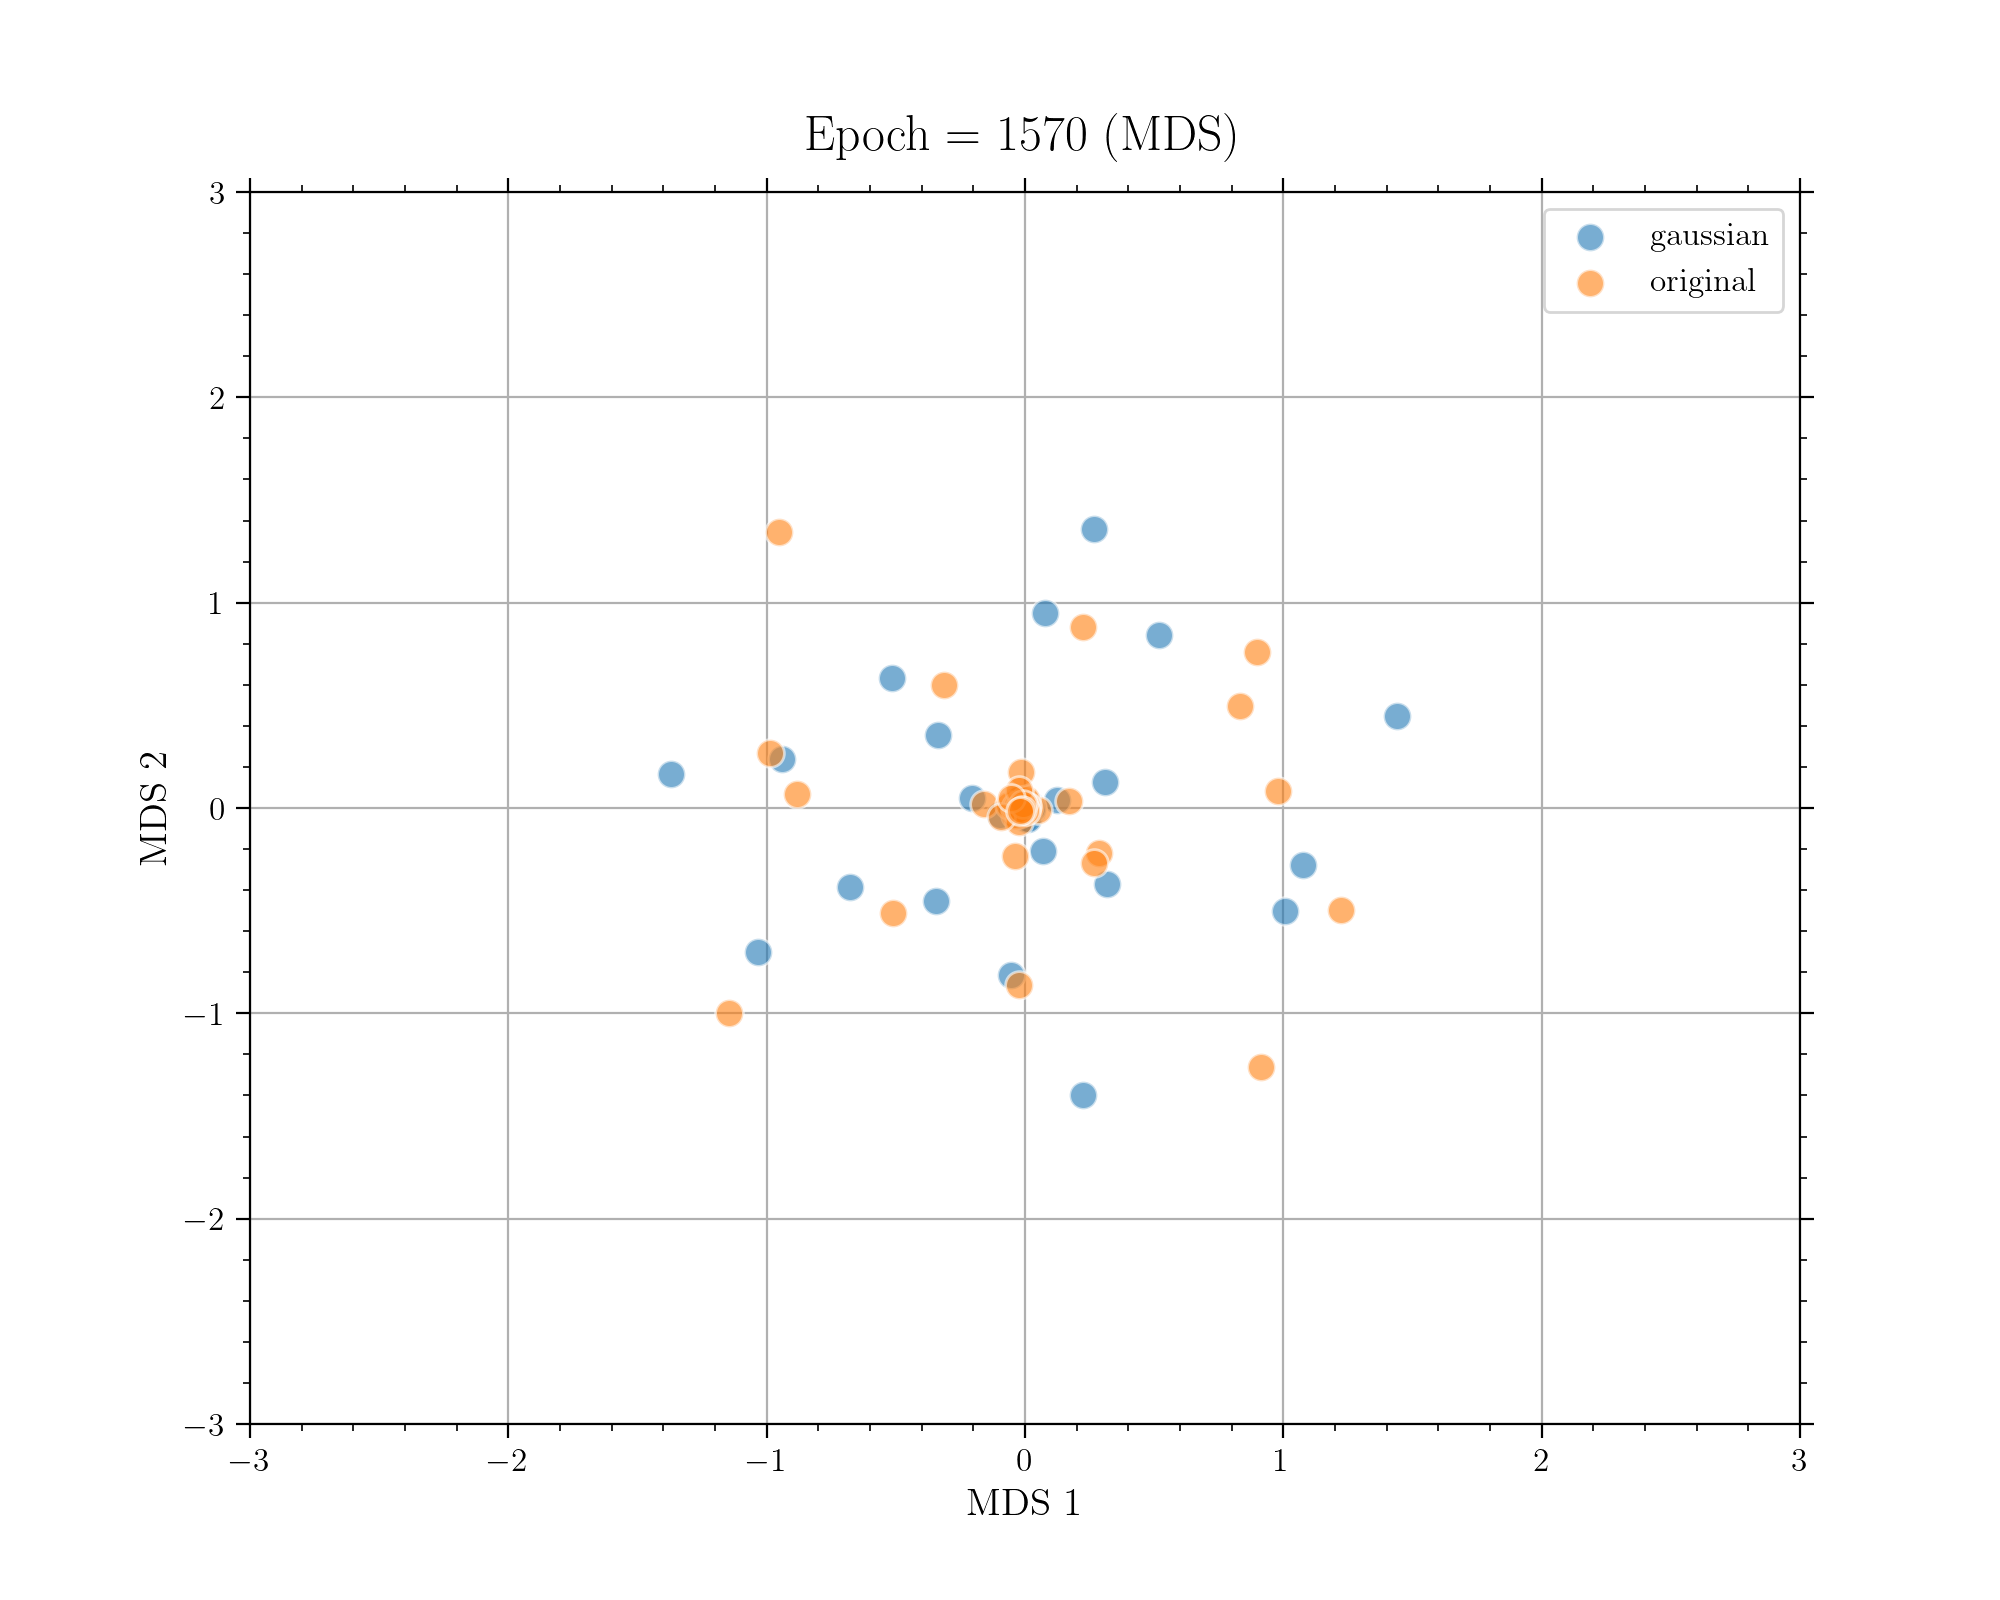 Epoch = 1570 (MDS)
gaussian
original
3
2
1
0
−1
−2
−3
MDS 2
−3 −2 −1 0 1 2 3
MDS 1